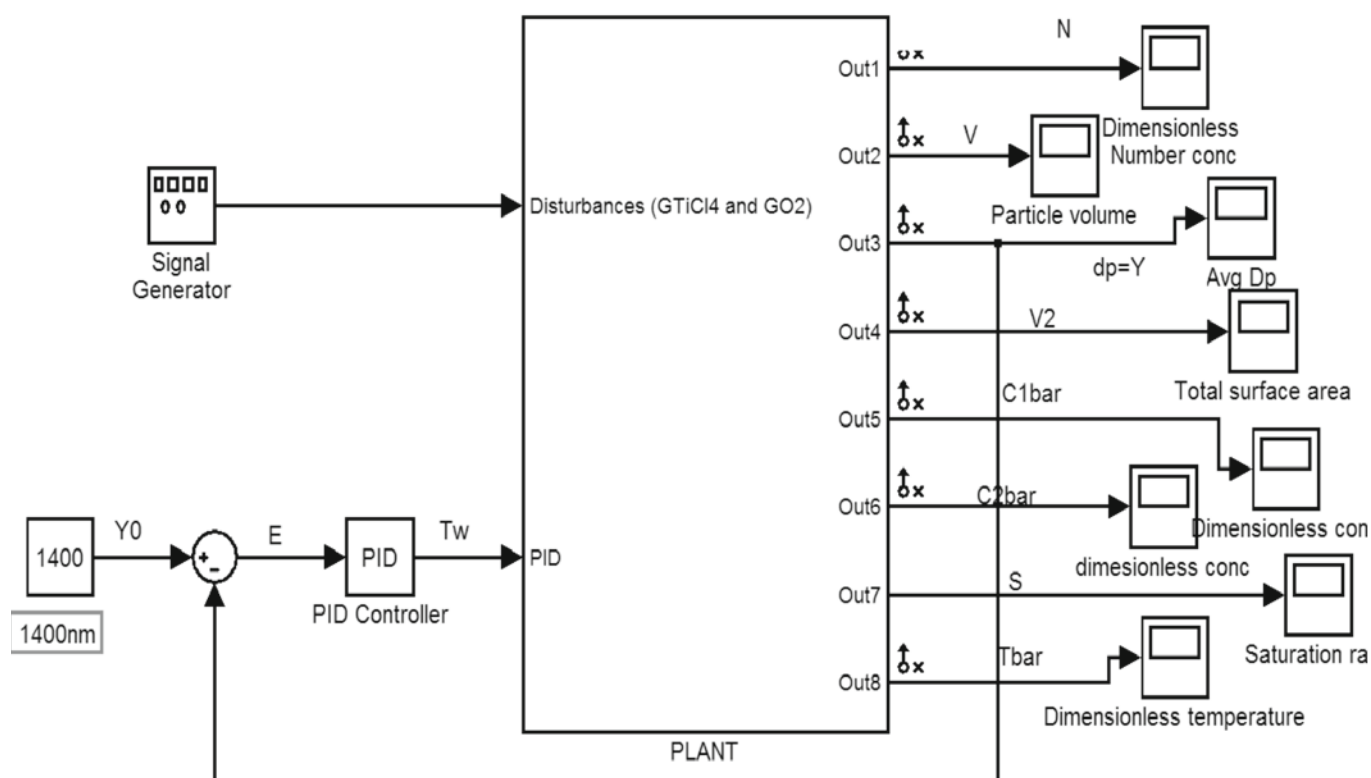 N
Out1
Dimensionless
Number conc
V
Out2
Particle volume
Disturbances (GTiCl4 and GO2)
Out3
dp=Y
Avg Dp
Signal
Generator
Out4
V2
Total surface area
C1bar
Out5
Dimensionless con
Out6
C2bar
dimesionless conc
1400
Y0
+
-
E
PID
Tw
PID
PID Controller
1400nm
Out7
S
Saturation ra
Out8
Tbar
Dimensionless temperature
PLANT